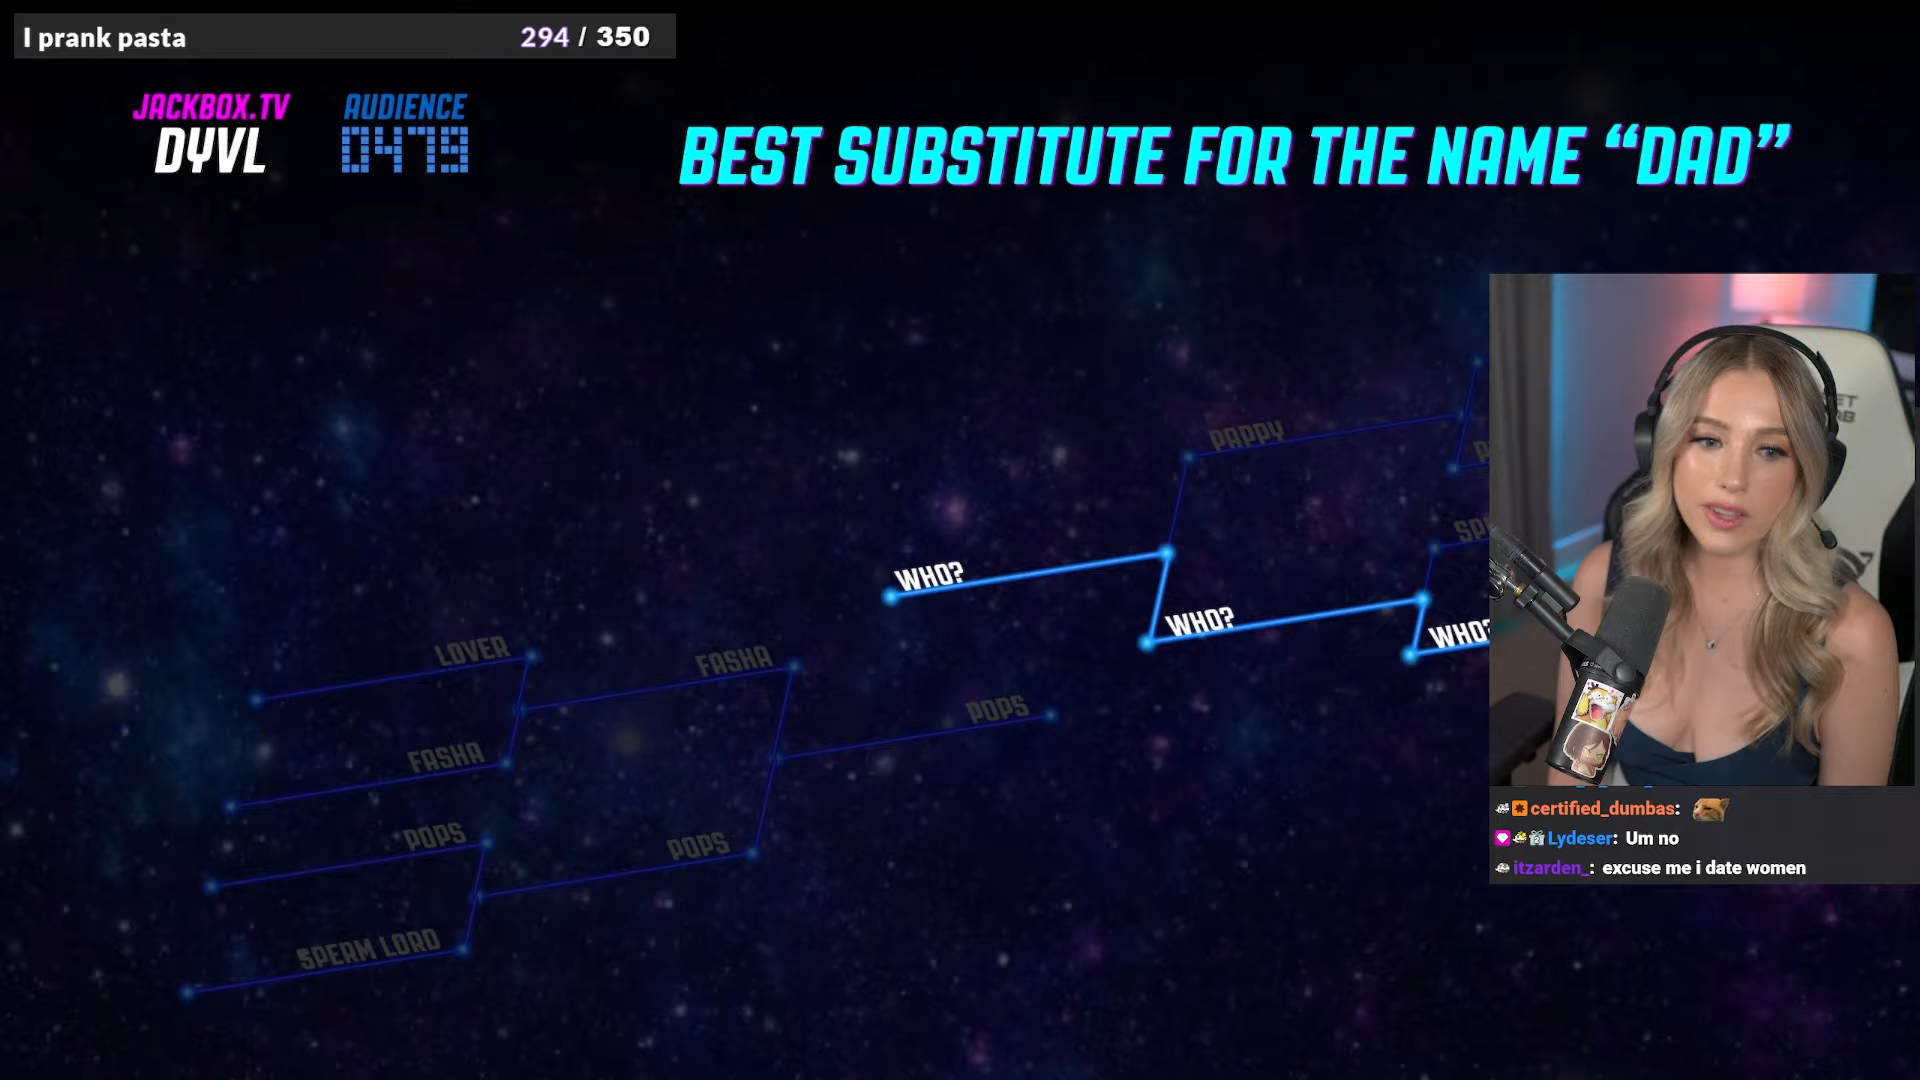 I prank pasta 294 / 350
JACKBOX.TV
DYVL
AUDIENCE
0479
BEST SUBSTITUTE FOR THE NAME “DAD”
PAPPY
WHO?
WHO?
WHO?
LOVER
FASHA
FASHA
POPS
POPS
POPS
SPERM LORD
certified_dumbas:
Lydeser: Um no
itzarden_: excuse me i date women